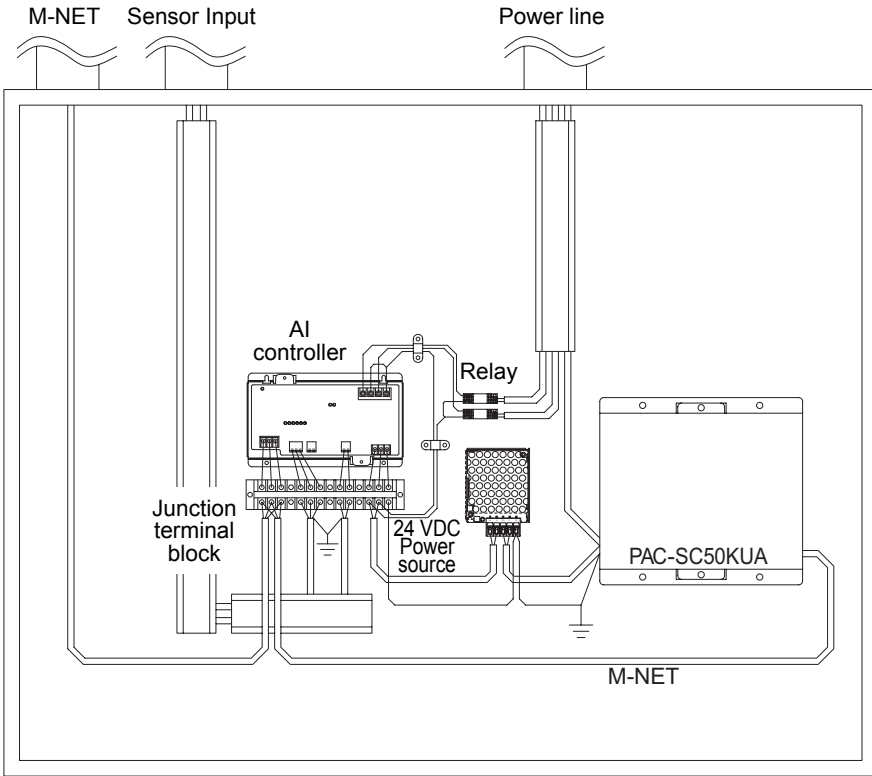 M-NET
Sensor Input
Power line
AI
controller
Relay
Junction
terminal
block
24 VDC
Power
source
PAC-SC50KUA
M-NET